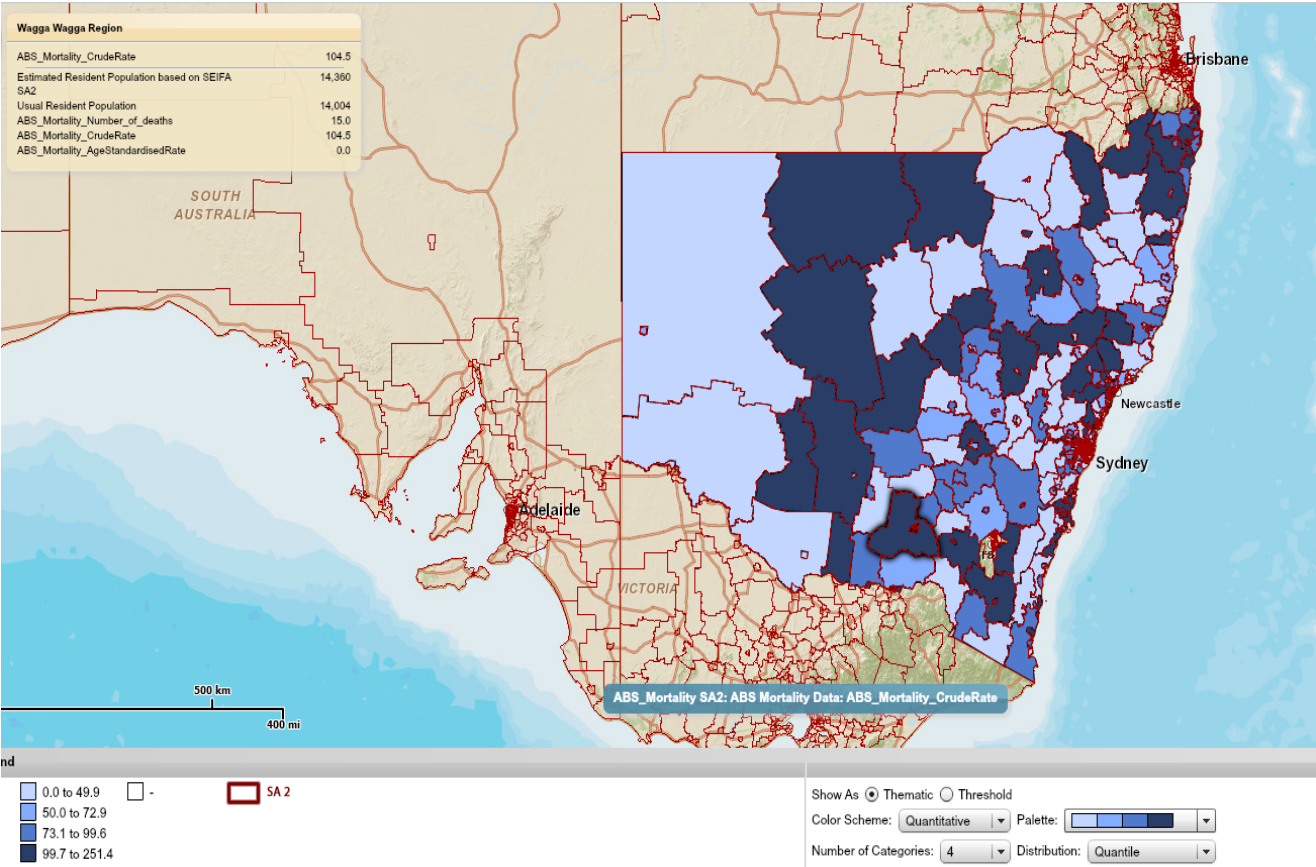 Wagga Wagga Region
ABS_Mortality_CrudeRate 104.5
Estimated Resident Population based on SEIFA 14,360
SA2
Usual Resident Population 14,004
ABS_Mortality_Number_of_deaths 15.0
ABS_Mortality_CrudeRate 104.5
ABS_Mortality_AgeStandardisedRate 0.0
Brisbane
SOUTH
AUSTRALIA
Newcastle
Sydney
Adelaide
VICTORIA
ABS_Mortality SA2: ABS Mortality Data: ABS_Mortality_CrudeRate
500 km
400 mi
nd
0.0 to 49.9 - SA 2
50.0 to 72.9
73.1 to 99.6
99.7 to 251.4
Show As Thematic Threshold
Color Scheme: Quantitative Palette:
Number of Categories: 4 Distribution: Quantile